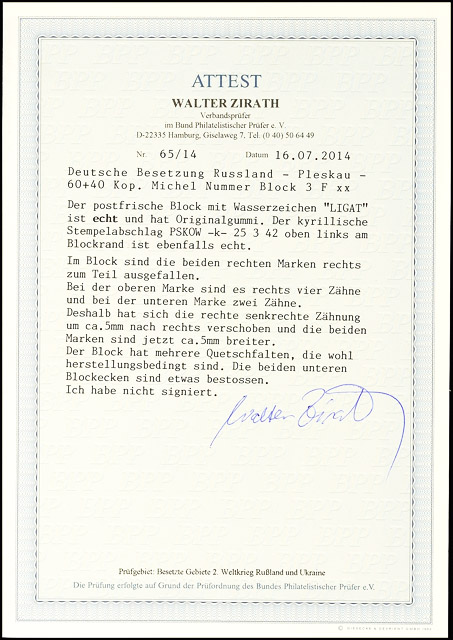 ATTEST
WALTER ZIRATH
Verbandsprüfer
im Bund Philatelistischer Prüfer e. V.
D-22335 Hamburg, Giselaweg 7, Tel. (0 40) 50 64 49
Nr. 65/14 Datum 16.07.2014
Deutsche Besetzung Russland - Pleskau -
60+40 Kop. Michel Nummer Block 3 F xx
Der postfrische Block mit Wasserzeichen "LIGAT"
ist echt und hat Originalgummi. Der kyrillische
Stempelabschlag PSKOW -k- 25 3 42 oben links am
Blockrand ist ebenfalls echt.
Im Block sind die beiden rechten Marken rechts
zum Teil ausgefallen.
Bei der oberen Marke sind es rechts vier Zähne
und bei der unteren Marke zwei Zähne.
Deshalb hat sich die rechte senkrechte Zähnung
um ca.5mm nach rechts verschoben und die beiden
Marken sind jetzt ca.5mm breiter.
Der Block hat mehrere Quetschfalten, die wohl
herstellungsbedingt sind. Die beiden unteren
Blockecken sind etwas bestossen.
Ich habe nicht signiert.
Walter Zirath
Prüfgebiet: Besetzte Gebiete 2. Weltkrieg Rußland und Ukraine
Die Prüfung erfolgte auf Grund der Prüfordnung des Bundes Philatelistischer Prüfer e.V.